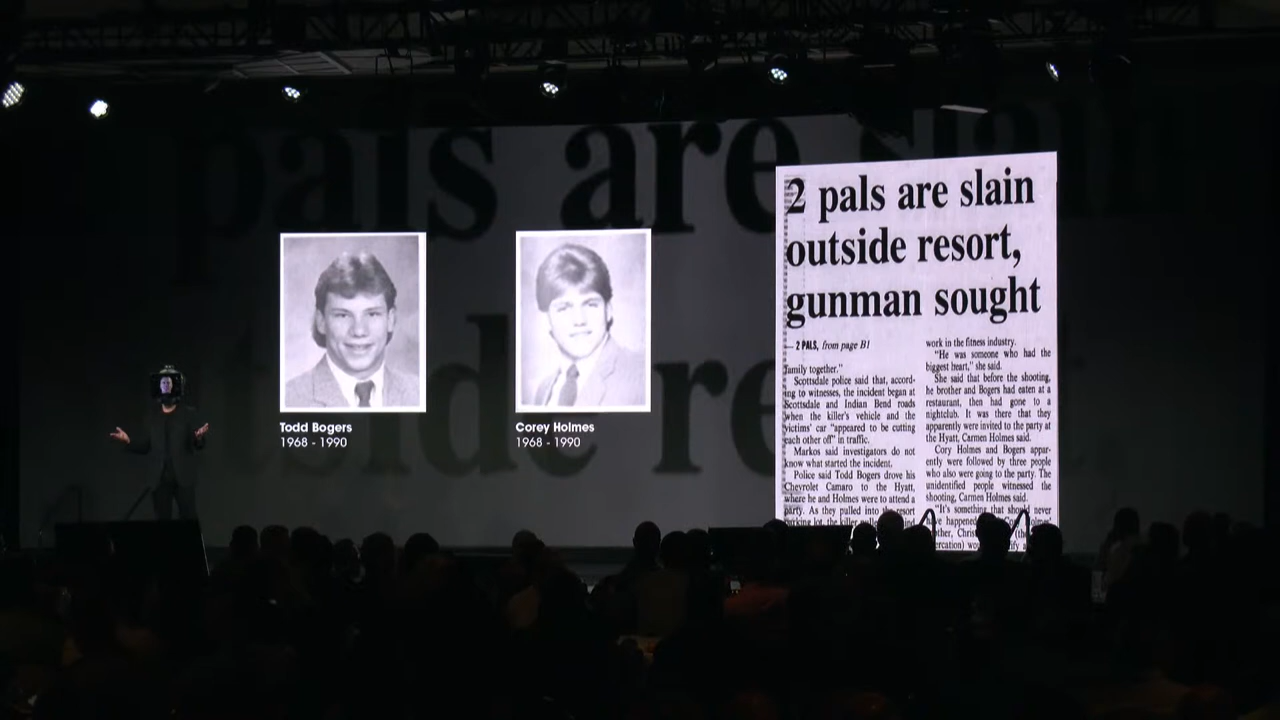 pals are slain
Todd Bogers
1968 - 1990
Corey Holmes
1968 - 1990
2 pals are slain
outside resort,
gunman sought
— 2 PALS, from page B1
family together."
Scottsdale police said that, accord-
ing to witnesses, the incident began at
Scottsdale and Indian Bend roads
when the killer's vehicle and the
victims' car "appeared to be cutting
each other off" in traffic.
Markos said investigators do not
know what started the incident.
Police said Todd Bogers drove his
Chevrolet Camaro to the Hyatt,
where he and Holmes were to attend a
party. As they pulled into the resort
parking lot, the killer
work in the fitness industry.
"He was someone who had the
biggest heart," she said.
She said that before the shooting,
he brother and Bogers had eaten at a
restaurant, then had gone to a
nightclub. It was there that they
apparently were invited to the party at
the Hyatt, Carmen Holmes said.
Cory Holmes and Bogers appar-
ently were followed by three people
who also were going to the party. The
unidentified people witnessed the
shooting, Carmen Holmes said.
"It's something that should never
have happened